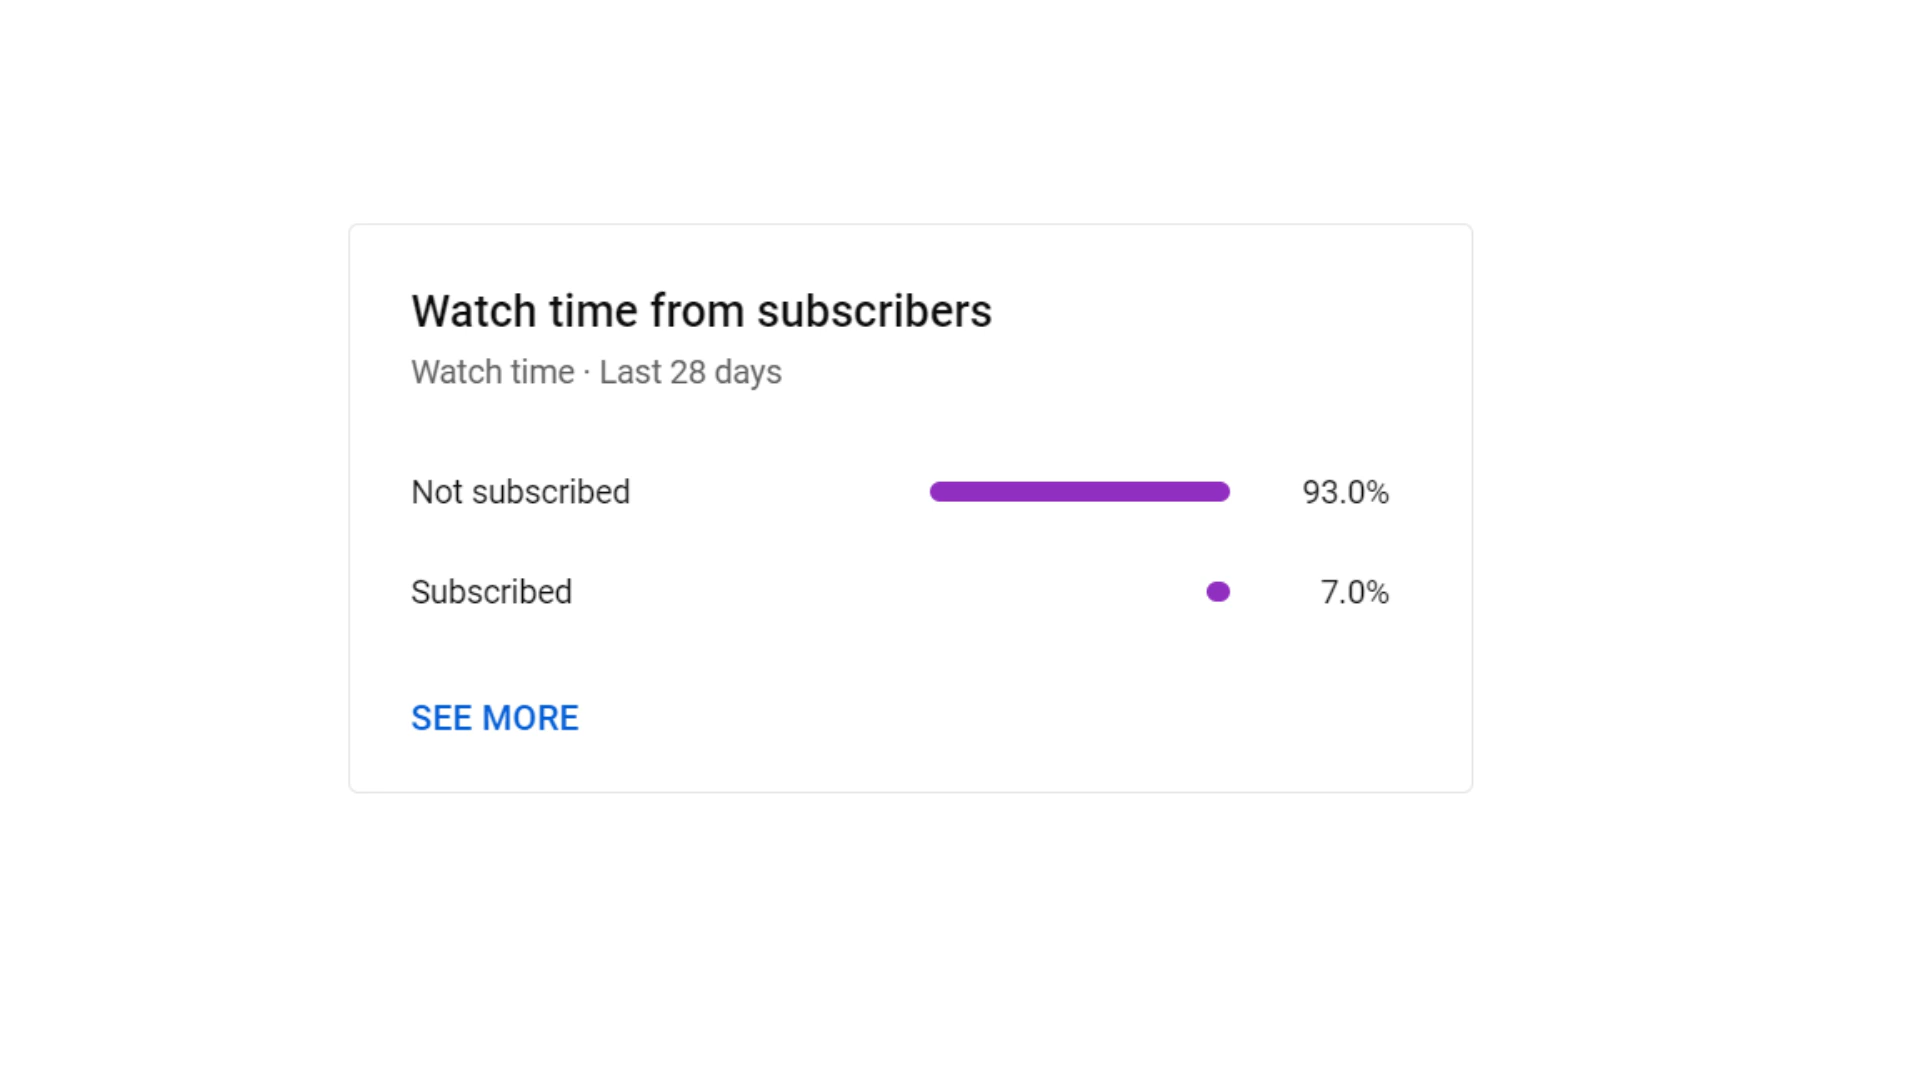 Watch time from subscribers
Watch time · Last 28 days
Not subscribed 93.0%
Subscribed 7.0%
SEE MORE